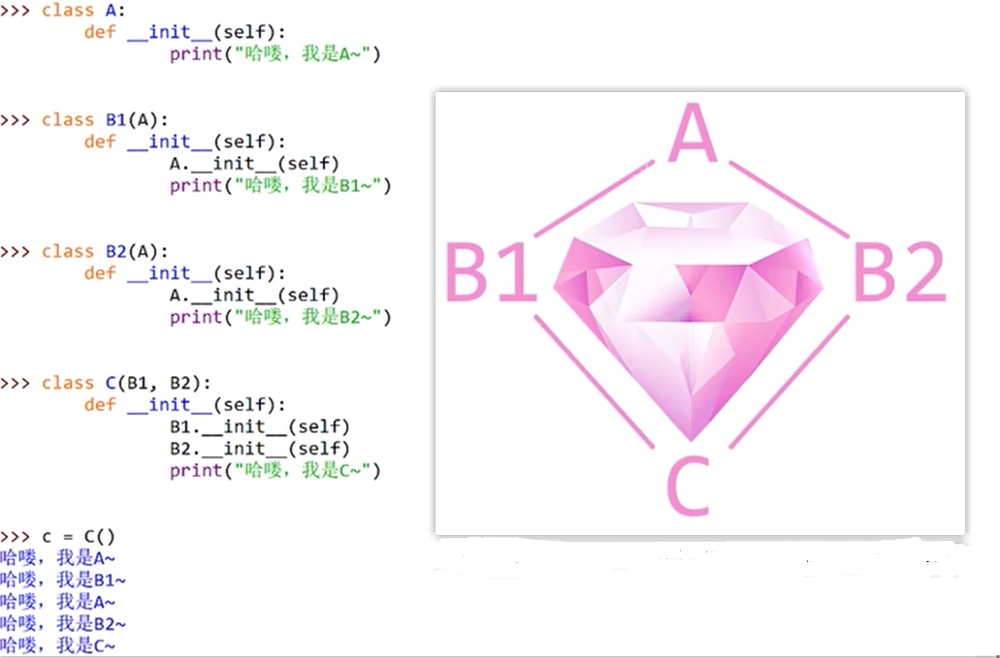 >>> class A:
        def __init__(self):
                print("哈喽，我是A~")
>>> class B1(A):
        def __init__(self):
                A.__init__(self)
                print("哈喽，我是B1~")
>>> class B2(A):
        def __init__(self):
                A.__init__(self)
                print("哈喽，我是B2~")
>>> class C(B1, B2):
        def __init__(self):
                B1.__init__(self)
                B2.__init__(self)
                print("哈喽，我是C~")
>>> c = C()
哈喽，我是A~
哈喽，我是B1~
哈喽，我是A~
哈喽，我是B2~
哈喽，我是C~
A
B1
B2
C